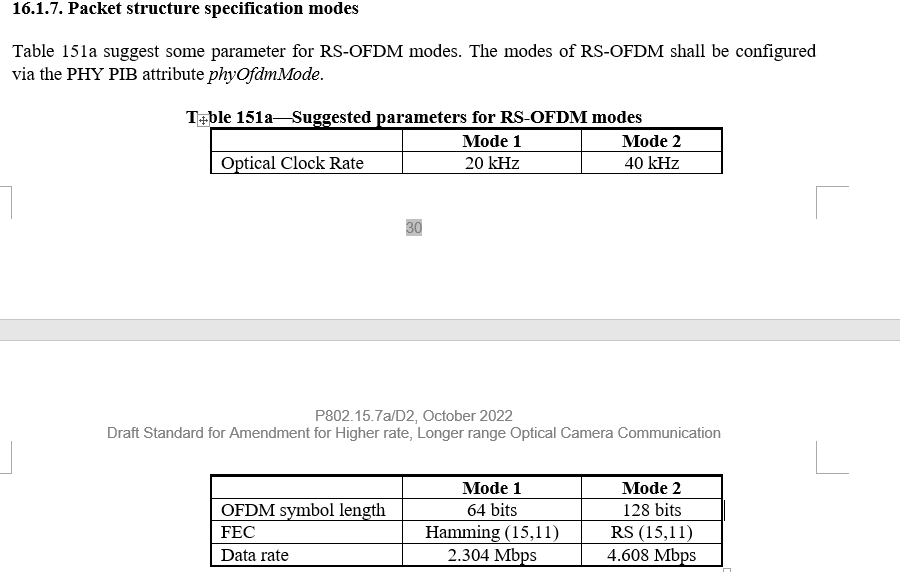 16.1.7. Packet structure specification modes
Table 151a suggest some parameter for RS-OFDM modes. The modes of RS-OFDM shall be configured
via the PHY PIB attribute phyOfdmMode.
Table 151a—Suggested parameters for RS-OFDM modes
Mode 1 Mode 2
Optical Clock Rate 20 kHz 40 kHz
30
P802.15.7a/D2, October 2022
Draft Standard for Amendment for Higher rate, Longer range Optical Camera Communication
Mode 1 Mode 2
OFDM symbol length 64 bits 128 bits
FEC Hamming (15,11) RS (15,11)
Data rate 2.304 Mbps 4.608 Mbps